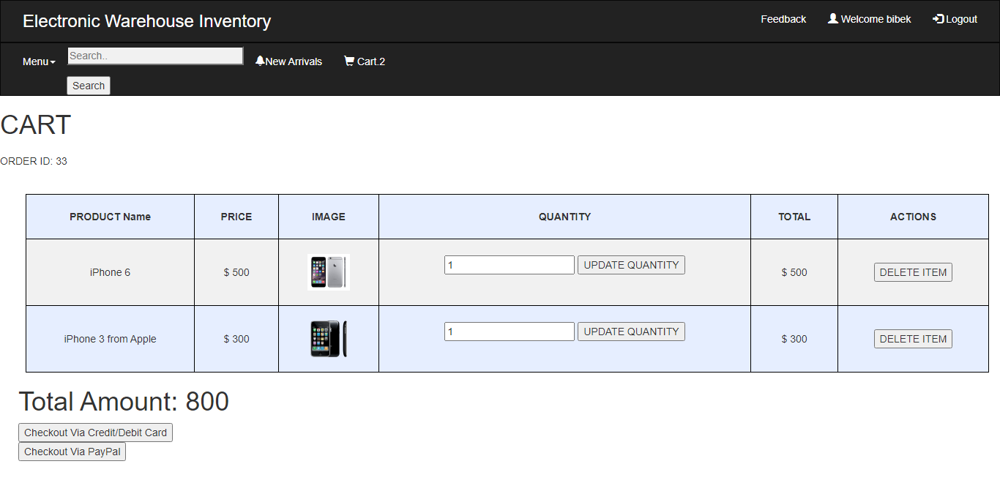 Electronic Warehouse Inventory Feedback Welcome bibek Logout
Menu Search.. New Arrivals Cart.2
Search
CART
ORDER ID: 33
PRODUCT Name PRICE IMAGE QUANTITY TOTAL ACTIONS
iPhone 6 $ 500 1 UPDATE QUANTITY $ 500 DELETE ITEM
iPhone 3 from Apple $ 300 1 UPDATE QUANTITY $ 300 DELETE ITEM
Total Amount: 800
Checkout Via Credit/Debit Card
Checkout Via PayPal